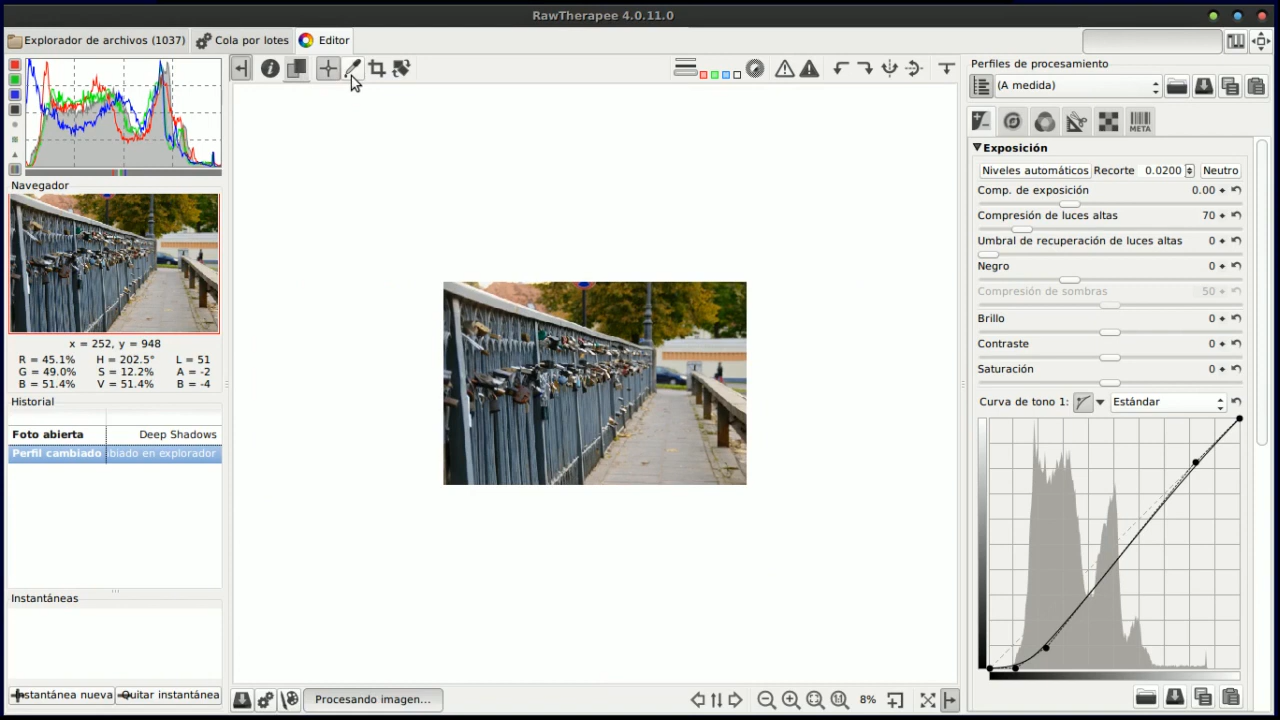 RawTherapee 4.0.11.0
Explorador de archivos (1037)
Cola por lotes
Editor
Perfiles de procesamiento
(A medida)
META
Exposición
Niveles automáticos
Recorte
0.0200
Neutro
Comp. de exposición
0.00
Compresión de luces altas
70
Umbral de recuperación de luces altas
0
Negro
0
Compresión de sombras
50
Brillo
0
Contraste
0
Saturación
0
Curva de tono 1:
Estándar
Navegador
x = 252, y = 948
R = 45.1% H = 202.5° L = 51
G = 49.0% S = 12.2% A = -2
B = 51.4% V = 51.4% B = -4
Historial
Foto abierta Deep Shadows
Perfil cambiado biado en explorador
Instantáneas
nstantánea nueva
Quitar instantánea
Procesando imagen...
8%